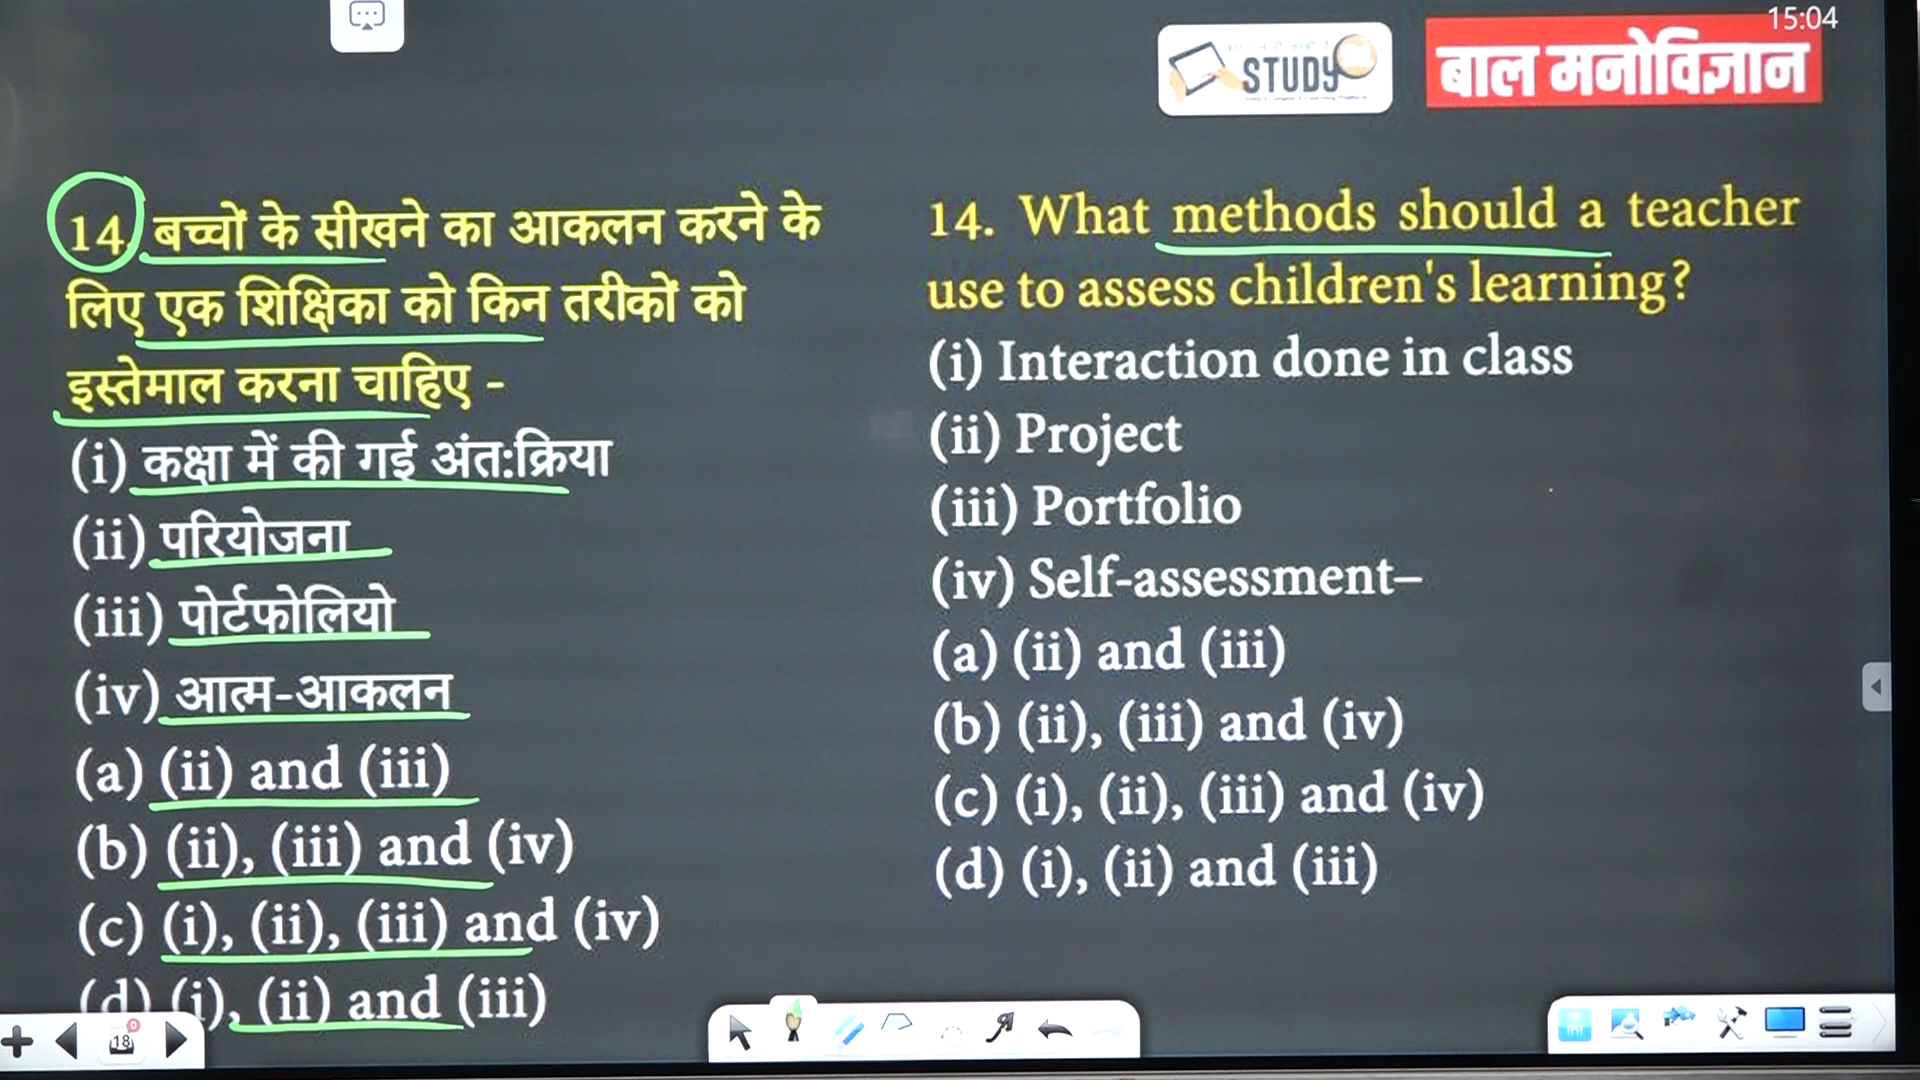 15:04
STUDY
बाल मनोविज्ञान
14. बच्चों के सीखने का आकलन करने के
लिए एक शिक्षिका को किन तरीकों को
इस्तेमाल करना चाहिए -
(i) कक्षा में की गई अंत:क्रिया
(ii) परियोजना
(iii) पोर्टफोलियो
(iv) आत्म-आकलन
(a) (ii) and (iii)
(b) (ii), (iii) and (iv)
(c) (i), (ii), (iii) and (iv)
(d) (i), (ii) and (iii)
14. What methods should a teacher
use to assess children's learning?
(i) Interaction done in class
(ii) Project
(iii) Portfolio
(iv) Self-assessment–
(a) (ii) and (iii)
(b) (ii), (iii) and (iv)
(c) (i), (ii), (iii) and (iv)
(d) (i), (ii) and (iii)
18
0